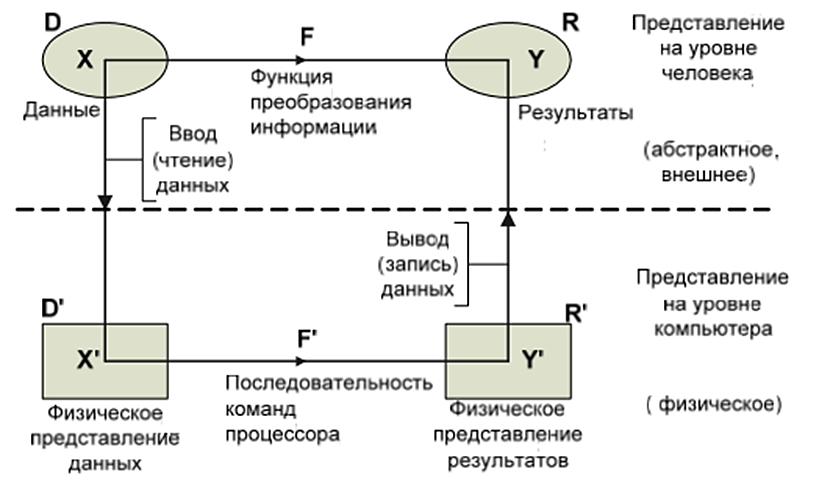 D
X
Данные
F
Функция
преобразования
информации
R
Y
Результаты
Представление
на уровне
человека
(абстрактное,
внешнее)
Ввод
(чтение)
данных
Вывод
(запись)
данных
D'
X'
Физическое
представление
данных
F'
Последовательность
команд
процессора
R'
Y'
Физическое
представление
результатов
Представление
на уровне
компьютера
( физическое)